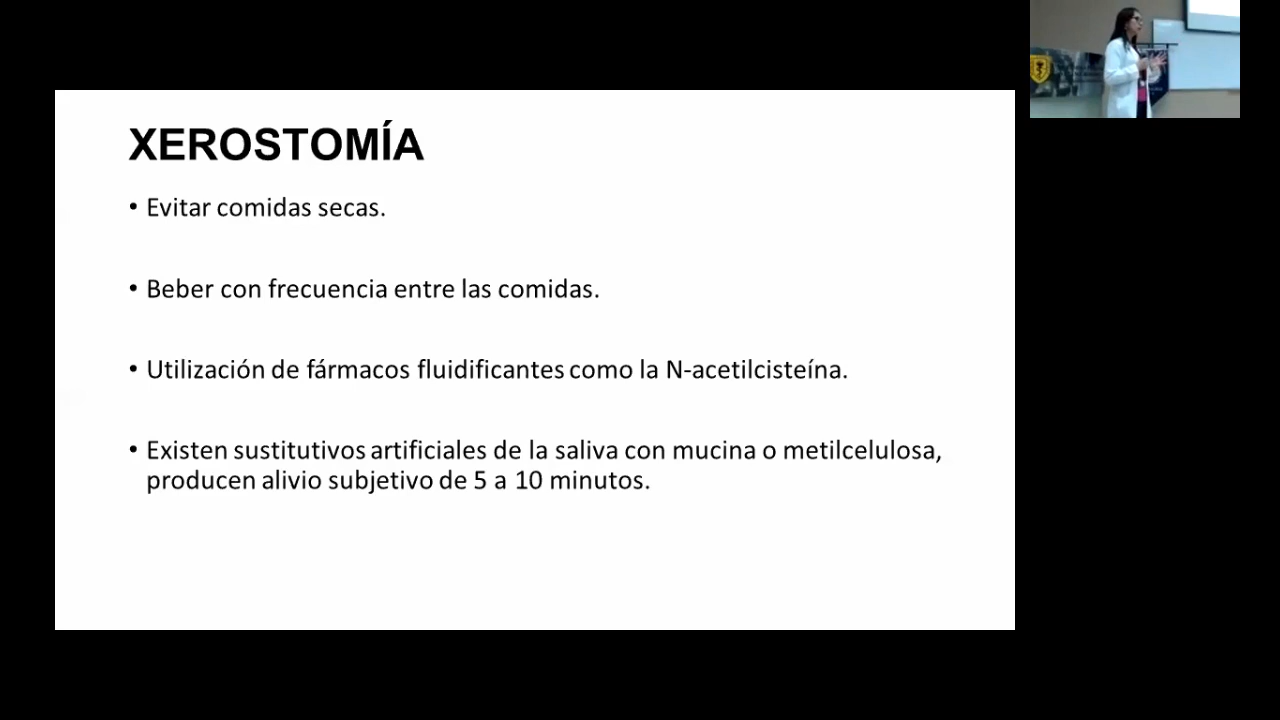 XEROSTOMÍA
• Evitar comidas secas.
• Beber con frecuencia entre las comidas.
• Utilización de fármacos fluidificantes como la N-acetilcisteína.
• Existen sustitutivos artificiales de la saliva con mucina o metilcelulosa,
producen alivio subjetivo de 5 a 10 minutos.